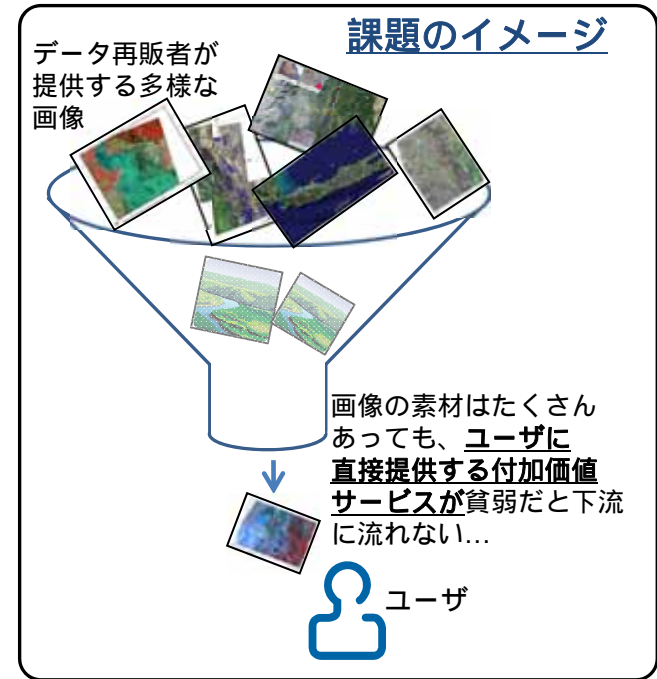 課題のイメージ
データ再販者が
提供する多様な
画像
画像の素材はたくさん
あっても、ユーザに
直接提供する付加価値
サービスが貧弱だと下流
に流れない…
ユーザ